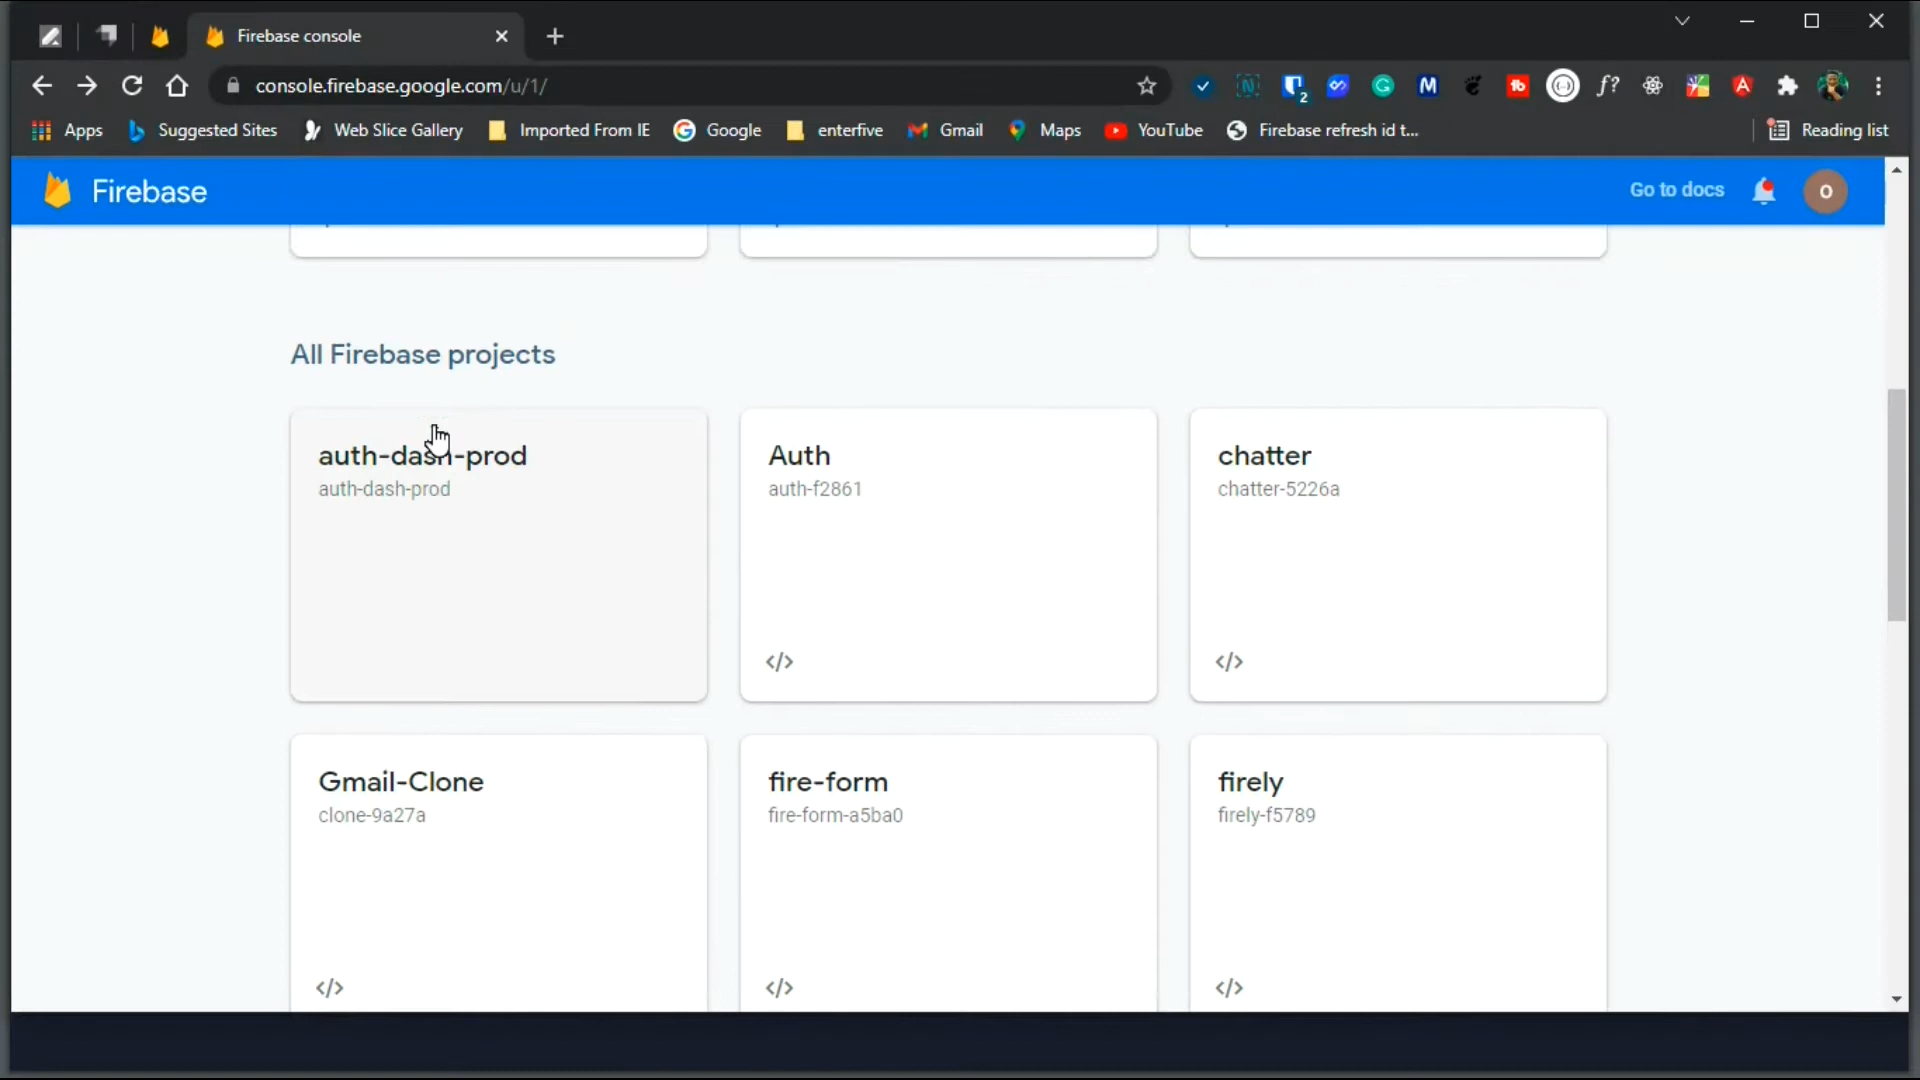 Firebase console
console.firebase.google.com/u/1/
2
M
tb
f?
A
Apps
Suggested Sites
Web Slice Gallery
Imported From IE
Google
enterfive
Gmail
Maps
YouTube
Firebase refresh id t...
Reading list
Firebase
Go to docs
O
All Firebase projects
auth-dash-prod
auth-dash-prod
Auth
auth-f2861
</>
chatter
chatter-5226a
</>
Gmail-Clone
clone-9a27a
</>
fire-form
fire-form-a5ba0
</>
firely
firely-f5789
</>